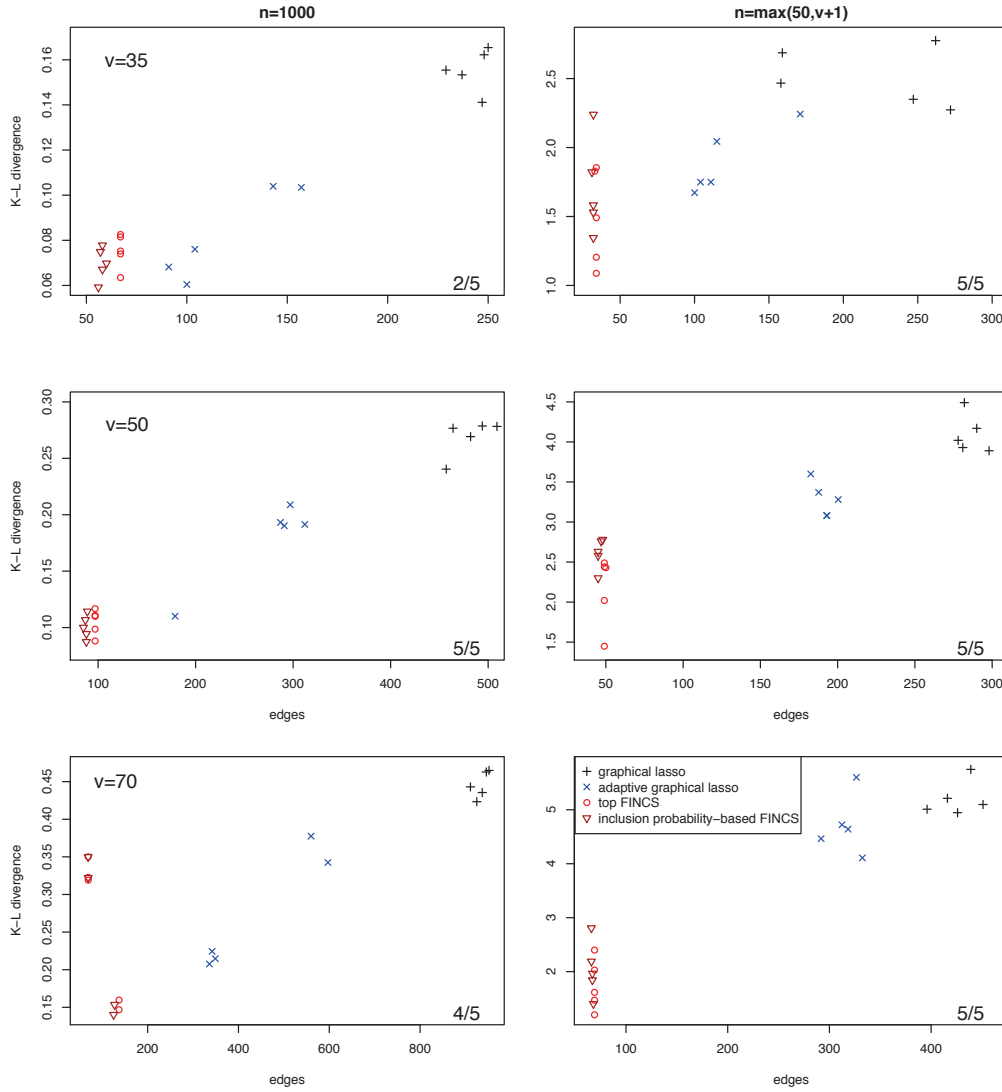 n=1000
n=max(50,v+1)
K−L divergence
0.06 0.08 0.10 0.14 0.16
v=35
2/5
50 100 150 200 250
1.0 1.5 2.0 2.5
5/5
50 100 150 200 250 300
K−L divergence
0.10 0.15 0.20 0.25 0.30
v=50
5/5
100 200 300 400 500
edges
1.5 2.0 2.5 3.0 3.5 4.0 4.5
5/5
50 100 150 200 250 300
edges
K−L divergence
0.15 0.20 0.25 0.30 0.35 0.45
v=70
4/5
200 400 600 800
edges
2 3 4 5
graphical lasso
adaptive graphical lasso
top FINCS
inclusion probability−based FINCS
5/5
100 200 300 400
edges